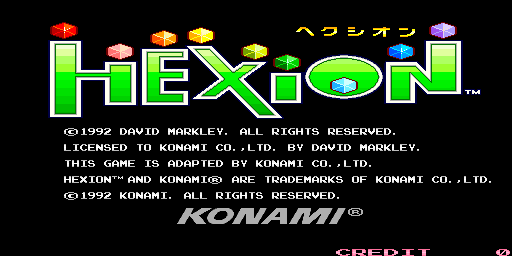 ヘクシオン
HEXION™
©1992 DAVID MARKLEY. ALL RIGHTS RESERVED.
LICENSED TO KONAMI CO.,LTD. BY DAVID MARKLEY.
THIS GAME IS ADAPTED BY KONAMI CO.,LTD.
HEXION™ AND KONAMI® ARE TRADEMARKS OF KONAMI CO.,LTD.
©1992 KONAMI. ALL RIGHTS RESERVED.
KONAMI®
CREDIT 0